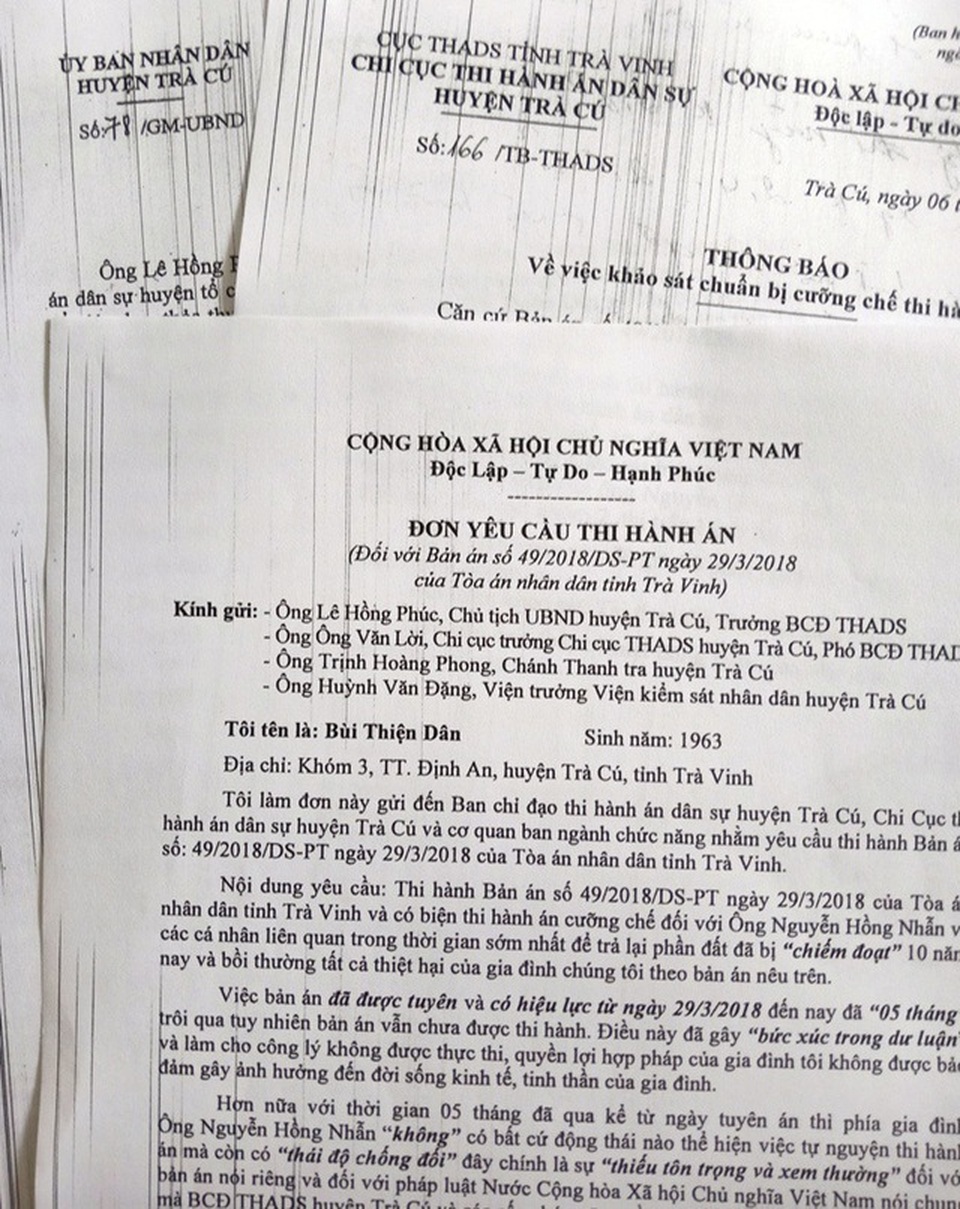 ỦY BAN NHÂN DÂN
HUYỆN TRÀ CÚ
Số:78 /GM-UBND
Ông Lê Hồng
án dân sự huyện tổ c
CỤC THADS TỈNH TRÀ VINH
CHI CỤC THI HÀNH ÁN DÂN SỰ
HUYỆN TRÀ CÚ
Số:166 /TB-THADS
(Ban h
ngà
CỘNG HOÀ XÃ HỘI CH
Độc lập - Tự do
Trà Cú, ngày 06 t
THÔNG BÁO
Về việc khảo sát chuẩn bị cưỡng chế thi hà
Căn cứ Bản án số
CỘNG HÒA XÃ HỘI CHỦ NGHĨA VIỆT NAM
Độc Lập – Tự Do – Hạnh Phúc
-------------------
ĐƠN YÊU CẦU THI HÀNH ÁN
(Đối với Bản án số 49/2018/DS-PT ngày 29/3/2018
của Tòa án nhân dân tỉnh Trà Vinh)
Kính gửi: - Ông Lê Hồng Phúc, Chủ tịch UBND huyện Trà Cú, Trưởng BCĐ THADS
- Ông Ông Văn Lời, Chi cục trưởng Chi cục THADS huyện Trà Cú, Phó BCĐ THAD
- Ông Trịnh Hoàng Phong, Chánh Thanh tra huyện Trà Cú
- Ông Huỳnh Văn Đặng, Viện trưởng Viện kiểm sát nhân dân huyện Trà Cú
Tôi tên là: Bùi Thiện Dân Sinh năm: 1963
Địa chỉ: Khóm 3, TT. Định An, huyện Trà Cú, tỉnh Trà Vinh
Tôi làm đơn này gửi đến Ban chỉ đạo thi hành án dân sự huyện Trà Cú, Chi Cục th
hành án dân sự huyện Trà Cú và cơ quan ban ngành chức năng nhằm yêu cầu thi hành Bản á
số: 49/2018/DS-PT ngày 29/3/2018 của Tòa án nhân dân tỉnh Trà Vinh.
Nội dung yêu cầu: Thi hành Bản án số 49/2018/DS-PT ngày 29/3/2018 của Tòa á
nhân dân tỉnh Trà Vinh và có biện thi hành án cưỡng chế đối với Ông Nguyễn Hồng Nhẫn v
các cá nhân liên quan trong thời gian sớm nhất để trả lại phần đất đã bị “chiếm đoạt” 10 năm
nay và bồi thường tất cả thiệt hại của gia đình chúng tôi theo bản án nêu trên.
Việc bản án đã được tuyên và có hiệu lực từ ngày 29/3/2018 đến nay đã “05 tháng
trôi qua tuy nhiên bản án vẫn chưa được thi hành. Điều này đã gây “bức xúc trong dư luận”
và làm cho công lý không được thực thi, quyền lợi hợp pháp của gia đình tôi không được bảo
đảm gây ảnh hưởng đến đời sống kinh tế, tinh thần của gia đình.
Hơn nữa với thời gian 05 tháng đã qua kể từ ngày tuyên án thì phía gia đình
Ông Nguyễn Hồng Nhẫn “không” có bất cứ động thái nào thể hiện việc tự nguyện thi hành
án mà còn có “thái độ chống đối” đây chính là sự “thiếu tôn trọng và xem thường” đối vớ
bản án nói riêng và đối với pháp luật Nước Cộng hòa Xã hội Chủ nghĩa Việt Nam nói chung
mà BCĐ THADS huyện Trà Cú và các